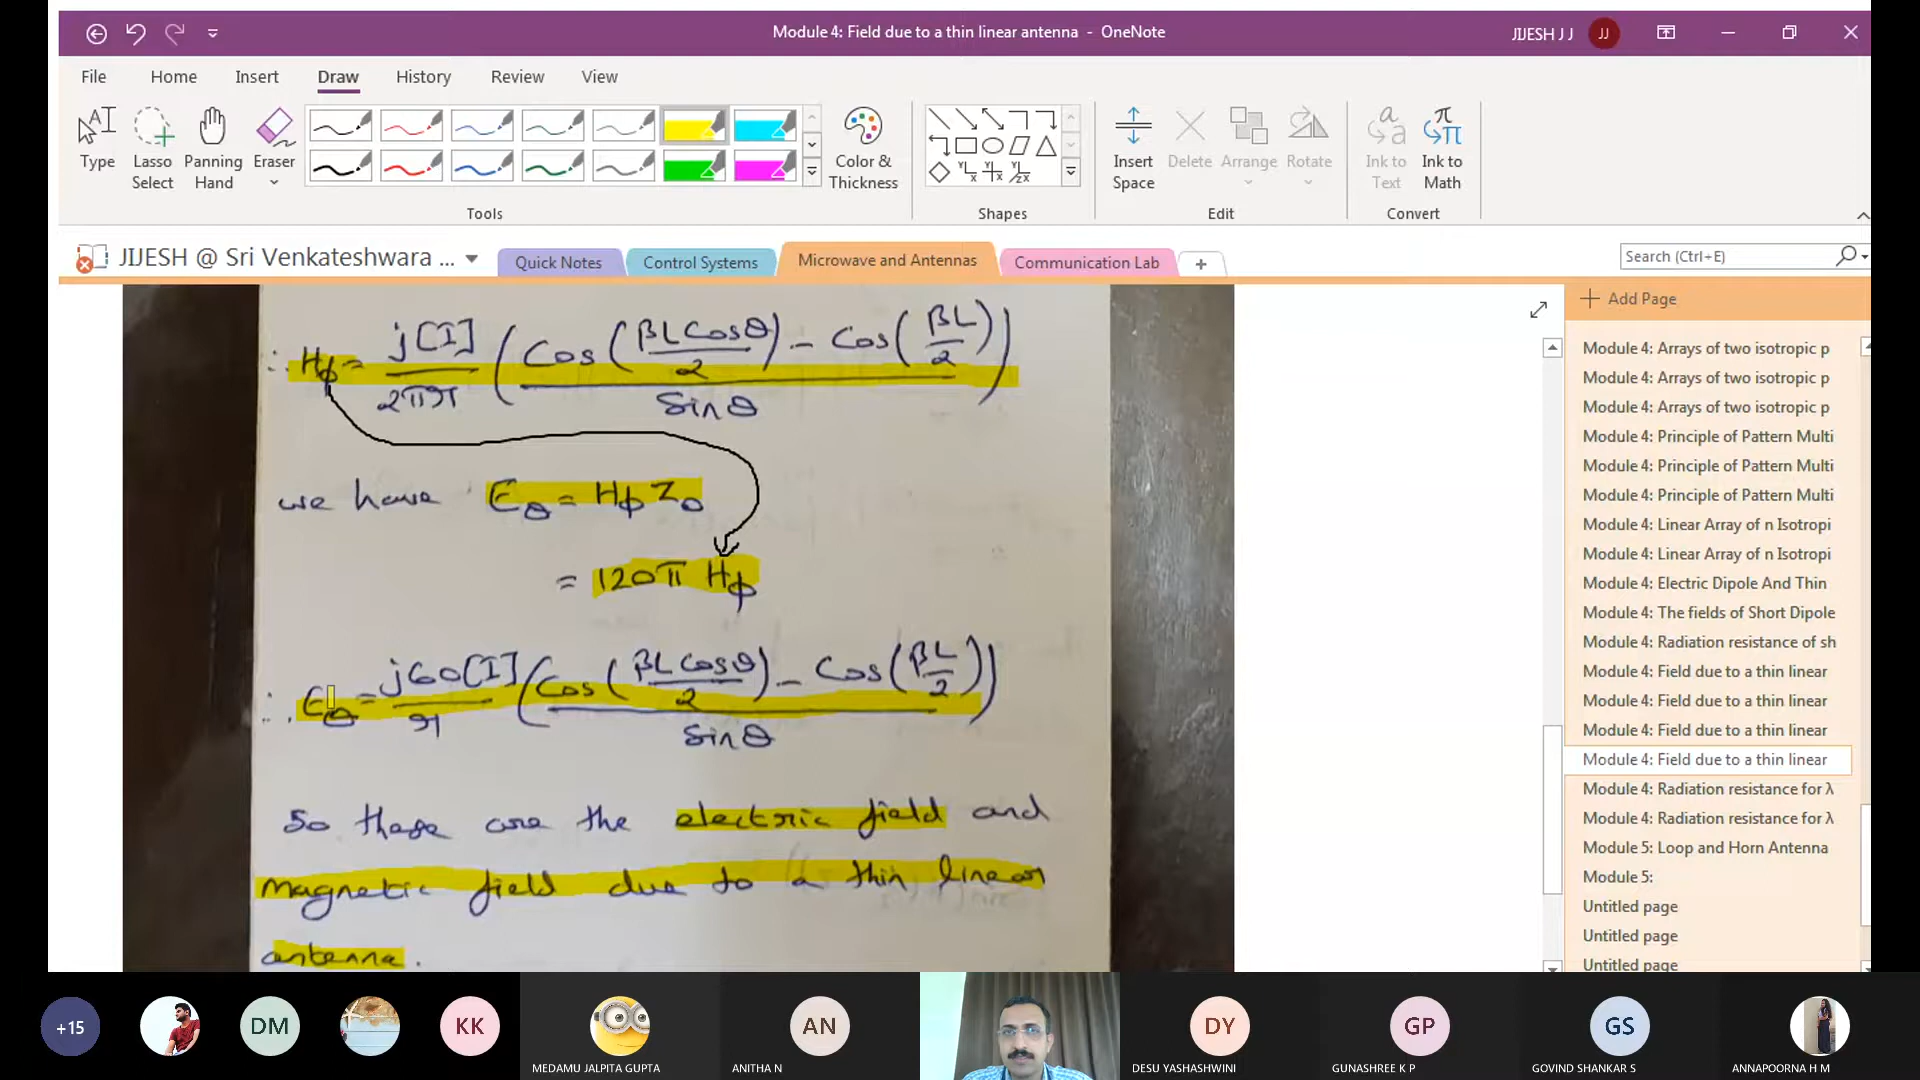 Module 4: Field due to a thin linear antenna - OneNote
JIJESH J J
JJ
File Home Insert Draw History Review View
Type
Lasso Select
Panning Hand
Eraser
Color & Thickness
Insert Space
Delete
Arrange
Rotate
Ink to Text
Ink to Math
Tools
Shapes
Edit
Convert
JIJESH @ Sri Venkateshwara ...
Quick Notes
Control Systems
Microwave and Antennas
Communication Lab
Search (Ctrl+E)
Add Page
Module 4: Arrays of two isotropic p
Module 4: Arrays of two isotropic p
Module 4: Arrays of two isotropic p
Module 4: Principle of Pattern Multi
Module 4: Principle of Pattern Multi
Module 4: Principle of Pattern Multi
Module 4: Linear Array of n Isotropi
Module 4: Linear Array of n Isotropi
Module 4: Electric Dipole And Thin
Module 4: The fields of Short Dipole
Module 4: Radiation resistance of sh
Module 4: Field due to a thin linear
Module 4: Field due to a thin linear
Module 4: Field due to a thin linear
Module 4: Field due to a thin linear
Module 4: Radiation resistance for λ
Module 4: Radiation resistance for λ
Module 5: Loop and Horn Antenna
Module 5:
Untitled page
Untitled page
Untitled page
∴ Hϕ = j[I]/2πr (Cos(βL Cosθ/2) - Cos(βL/2) / Sinθ)
we have Eθ = Hϕ Z0
= 120π Hϕ
∴ Eθ = j60[I]/r (Cos(βL Cosθ/2) - Cos(βL/2) / Sinθ)
So these are the electric field and
magnetic field due to a thin linear
antenna.
+15
DM
KK
MEDAMU JALPITA GUPTA
AN
ANITHA N
DY
DESU YASHASHWINI
GP
GUNASHREE K P
GS
GOVIND SHANKAR S
ANNAPOORNA H M